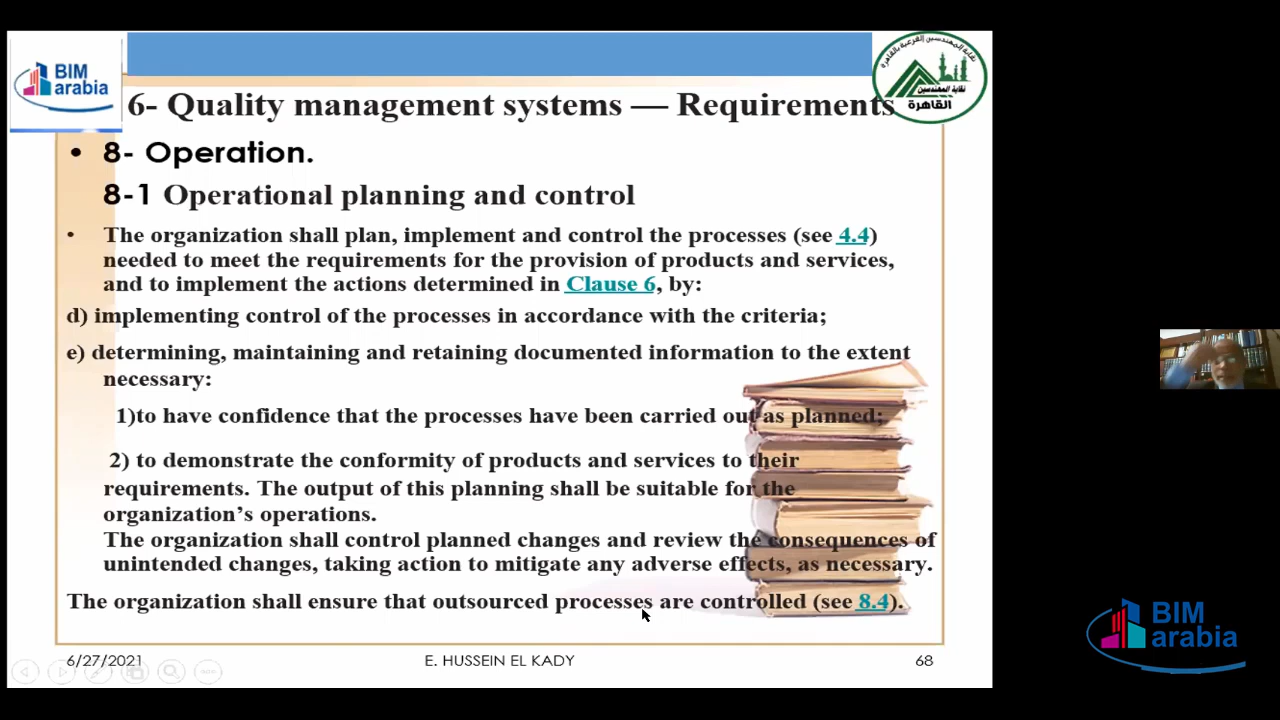 BIM
arabia
نقابة المهندسين الفرعية بالقاهرة
نقابة المهندسين
القاهرة
6- Quality management systems — Requirements
• 8- Operation.
8-1 Operational planning and control
• The organization shall plan, implement and control the processes (see 4.4)
needed to meet the requirements for the provision of products and services,
and to implement the actions determined in Clause 6, by:
d) implementing control of the processes in accordance with the criteria;
e) determining, maintaining and retaining documented information to the extent
necessary:
1)to have confidence that the processes have been carried out as planned;
2) to demonstrate the conformity of products and services to their
requirements. The output of this planning shall be suitable for the
organization’s operations.
The organization shall control planned changes and review the consequences of
unintended changes, taking action to mitigate any adverse effects, as necessary.
The organization shall ensure that outsourced processes are controlled (see 8.4).
6/27/2021
E. HUSSEIN EL KADY
68
BIM
arabia